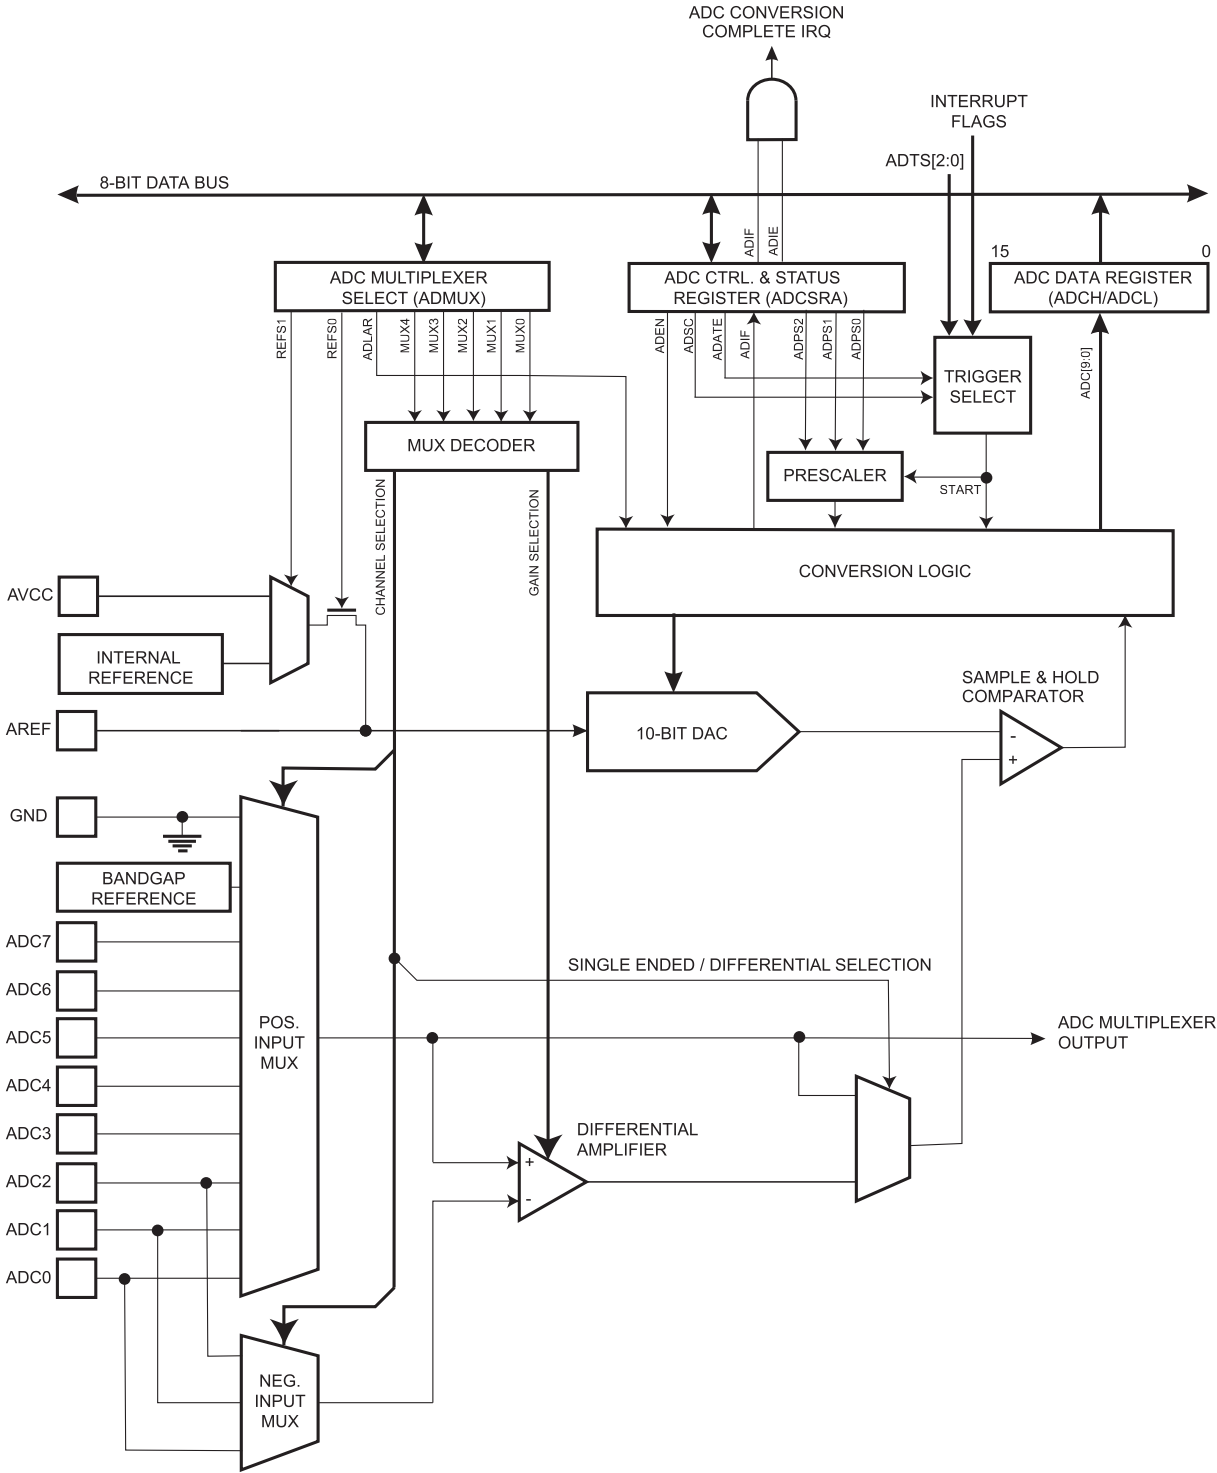 ADC CONVERSION
COMPLETE IRQ
INTERRUPT
FLAGS
ADTS[2:0]
8-BIT DATA BUS
ADIF
ADIE
15
0
ADC MULTIPLEXER
SELECT (ADMUX)
ADC CTRL. & STATUS
REGISTER (ADCSRA)
ADC DATA REGISTER
(ADCH/ADCL)
REFS1
REFS0
ADLAR
MUX4
MUX3
MUX2
MUX1
MUX0
ADEN
ADSC
ADATE
ADIF
ADPS2
ADPS1
ADPS0
ADC[9:0]
TRIGGER
SELECT
MUX DECODER
PRESCALER
START
CHANNEL SELECTION
GAIN SELECTION
CONVERSION LOGIC
AVCC
INTERNAL
REFERENCE
SAMPLE & HOLD
COMPARATOR
AREF
10-BIT DAC
-
+
GND
BANDGAP
REFERENCE
ADC7
SINGLE ENDED / DIFFERENTIAL SELECTION
ADC6
ADC5
POS.
INPUT
MUX
ADC MULTIPLEXER
OUTPUT
ADC4
ADC3
DIFFERENTIAL
AMPLIFIER
+
-
ADC2
ADC1
ADC0
NEG.
INPUT
MUX